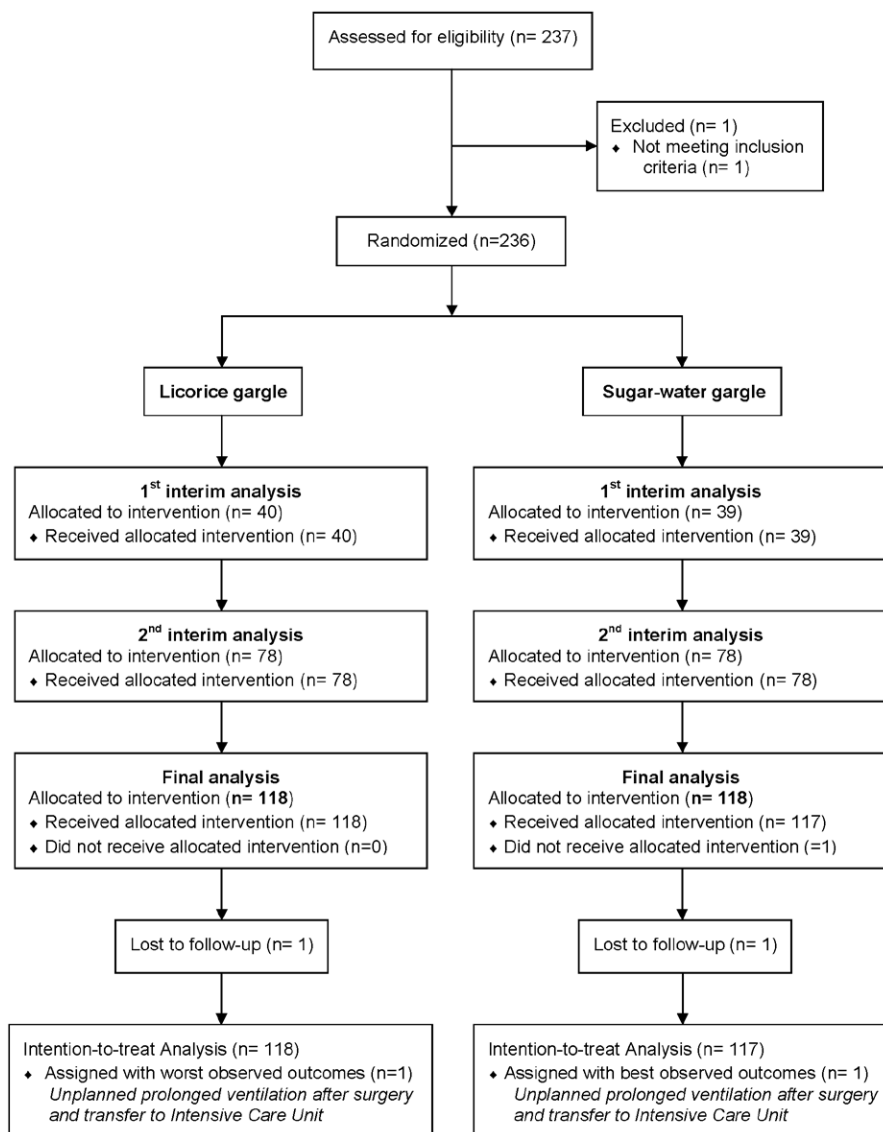 Assessed for eligibility (n= 237)
Excluded (n= 1)
♦ Not meeting inclusion
criteria (n= 1)
Randomized (n=236)
Licorice gargle
1st interim analysis
Allocated to intervention (n= 40)
♦ Received allocated intervention (n= 40)
2nd interim analysis
Allocated to intervention (n= 78)
♦ Received allocated intervention (n= 78)
Final analysis
Allocated to intervention (n= 118)
♦ Received allocated intervention (n= 118)
♦ Did not receive allocated intervention (n=0)
Lost to follow-up (n= 1)
Intention-to-treat Analysis (n= 118)
♦ Assigned with worst observed outcomes (n=1)
Unplanned prolonged ventilation after surgery
and transfer to Intensive Care Unit
Sugar-water gargle
1st interim analysis
Allocated to intervention (n= 39)
♦ Received allocated intervention (n= 39)
2nd interim analysis
Allocated to intervention (n= 78)
♦ Received allocated intervention (n= 78)
Final analysis
Allocated to intervention (n= 118)
♦ Received allocated intervention (n= 117)
♦ Did not receive allocated intervention (=1)
Lost to follow-up (n= 1)
Intention-to-treat Analysis (n= 117)
♦ Assigned with best observed outcomes (n= 1)
Unplanned prolonged ventilation after surgery
and transfer to Intensive Care Unit